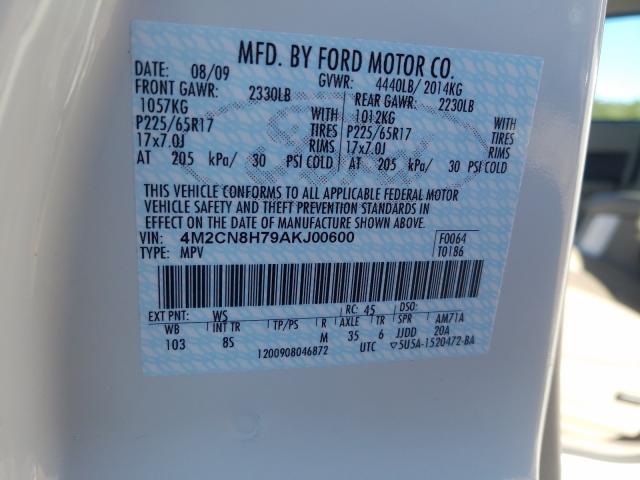 MFD. BY FORD MOTOR CO.
DATE: 08/09 GVWR: 4440LB/ 2014KG
FRONT GAWR: 2330LB REAR GAWR: 2230LB
1057KG WITH 1012KG WITH
P225/65R17 TIRES P225/65R17 TIRES
17x7.0J RIMS 17x7.0J RIMS
AT 205 kPa/ 30 PSI COLD AT 205 kPa/ 30 PSI COLD
THIS VEHICLE CONFORMS TO ALL APPLICABLE FEDERAL MOTOR
VEHICLE SAFETY AND THEFT PREVENTION STANDARDS IN
EFFECT ON THE DATE OF MANUFACTURE SHOWN ABOVE.
VIN: 4M2CN8H79AKJ00600 F0064
TYPE: MPV T0186
EXT PNT: WS RC: 45 DSO:
WB INT TR TP/PS R AXLE TR SPR AM71A
103 8S M 35 6 JJDD 20A
1200908046872 UTC ▽5U5A-1520472-BA